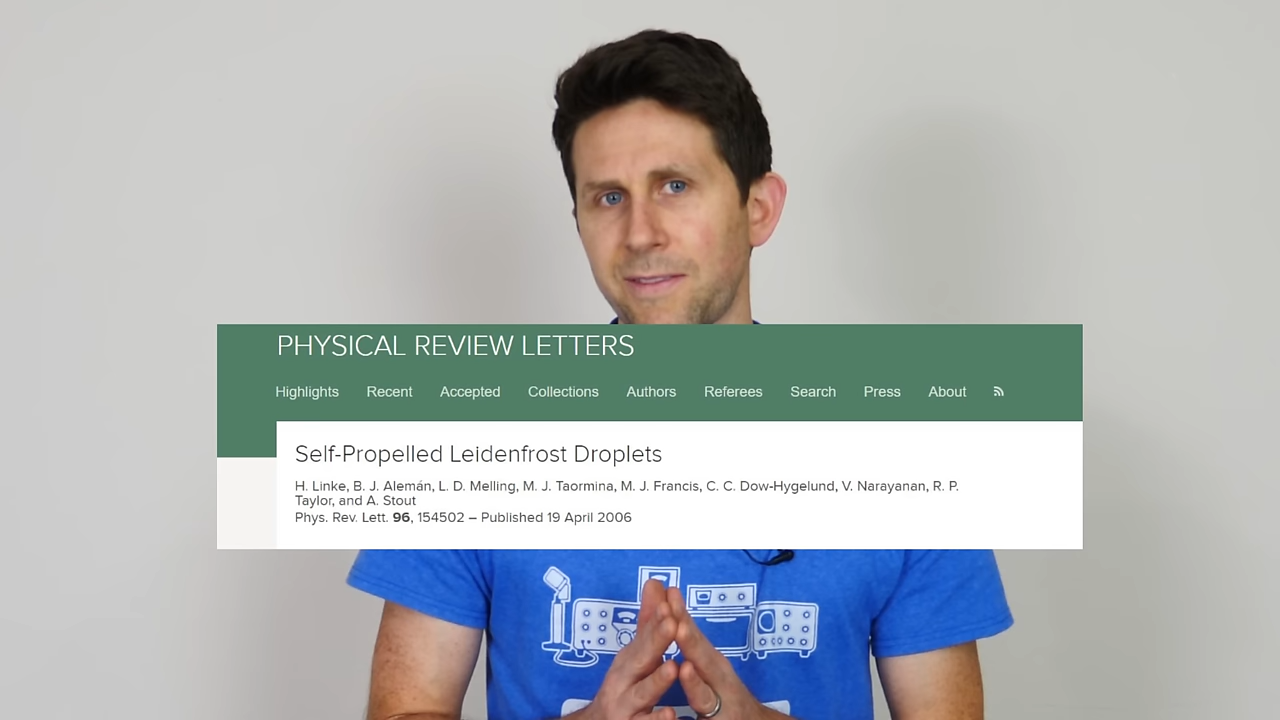 PHYSICAL REVIEW LETTERS
Highlights Recent Accepted Collections Authors Referees Search Press About
Self-Propelled Leidenfrost Droplets
H. Linke, B. J. Alemán, L. D. Melling, M. J. Taormina, M. J. Francis, C. C. Dow-Hygelund, V. Narayanan, R. P.
Taylor, and A. Stout
Phys. Rev. Lett. 96, 154502 – Published 19 April 2006